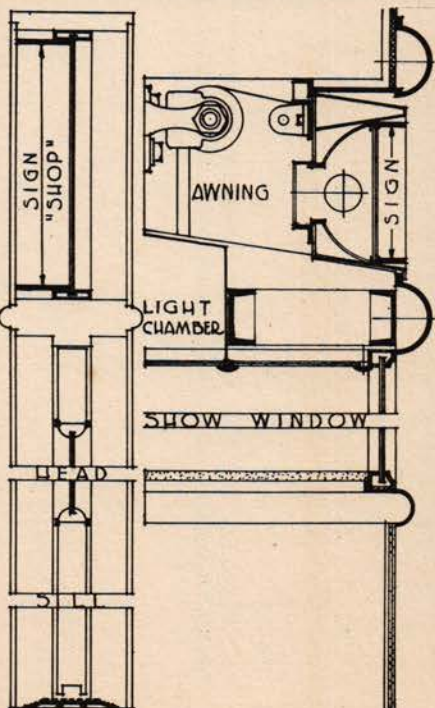 SIGN
"SHOP"
AWNING
SIGN
LIGHT
CHAMBER
SHOW WINDOW
HEAD
SILL